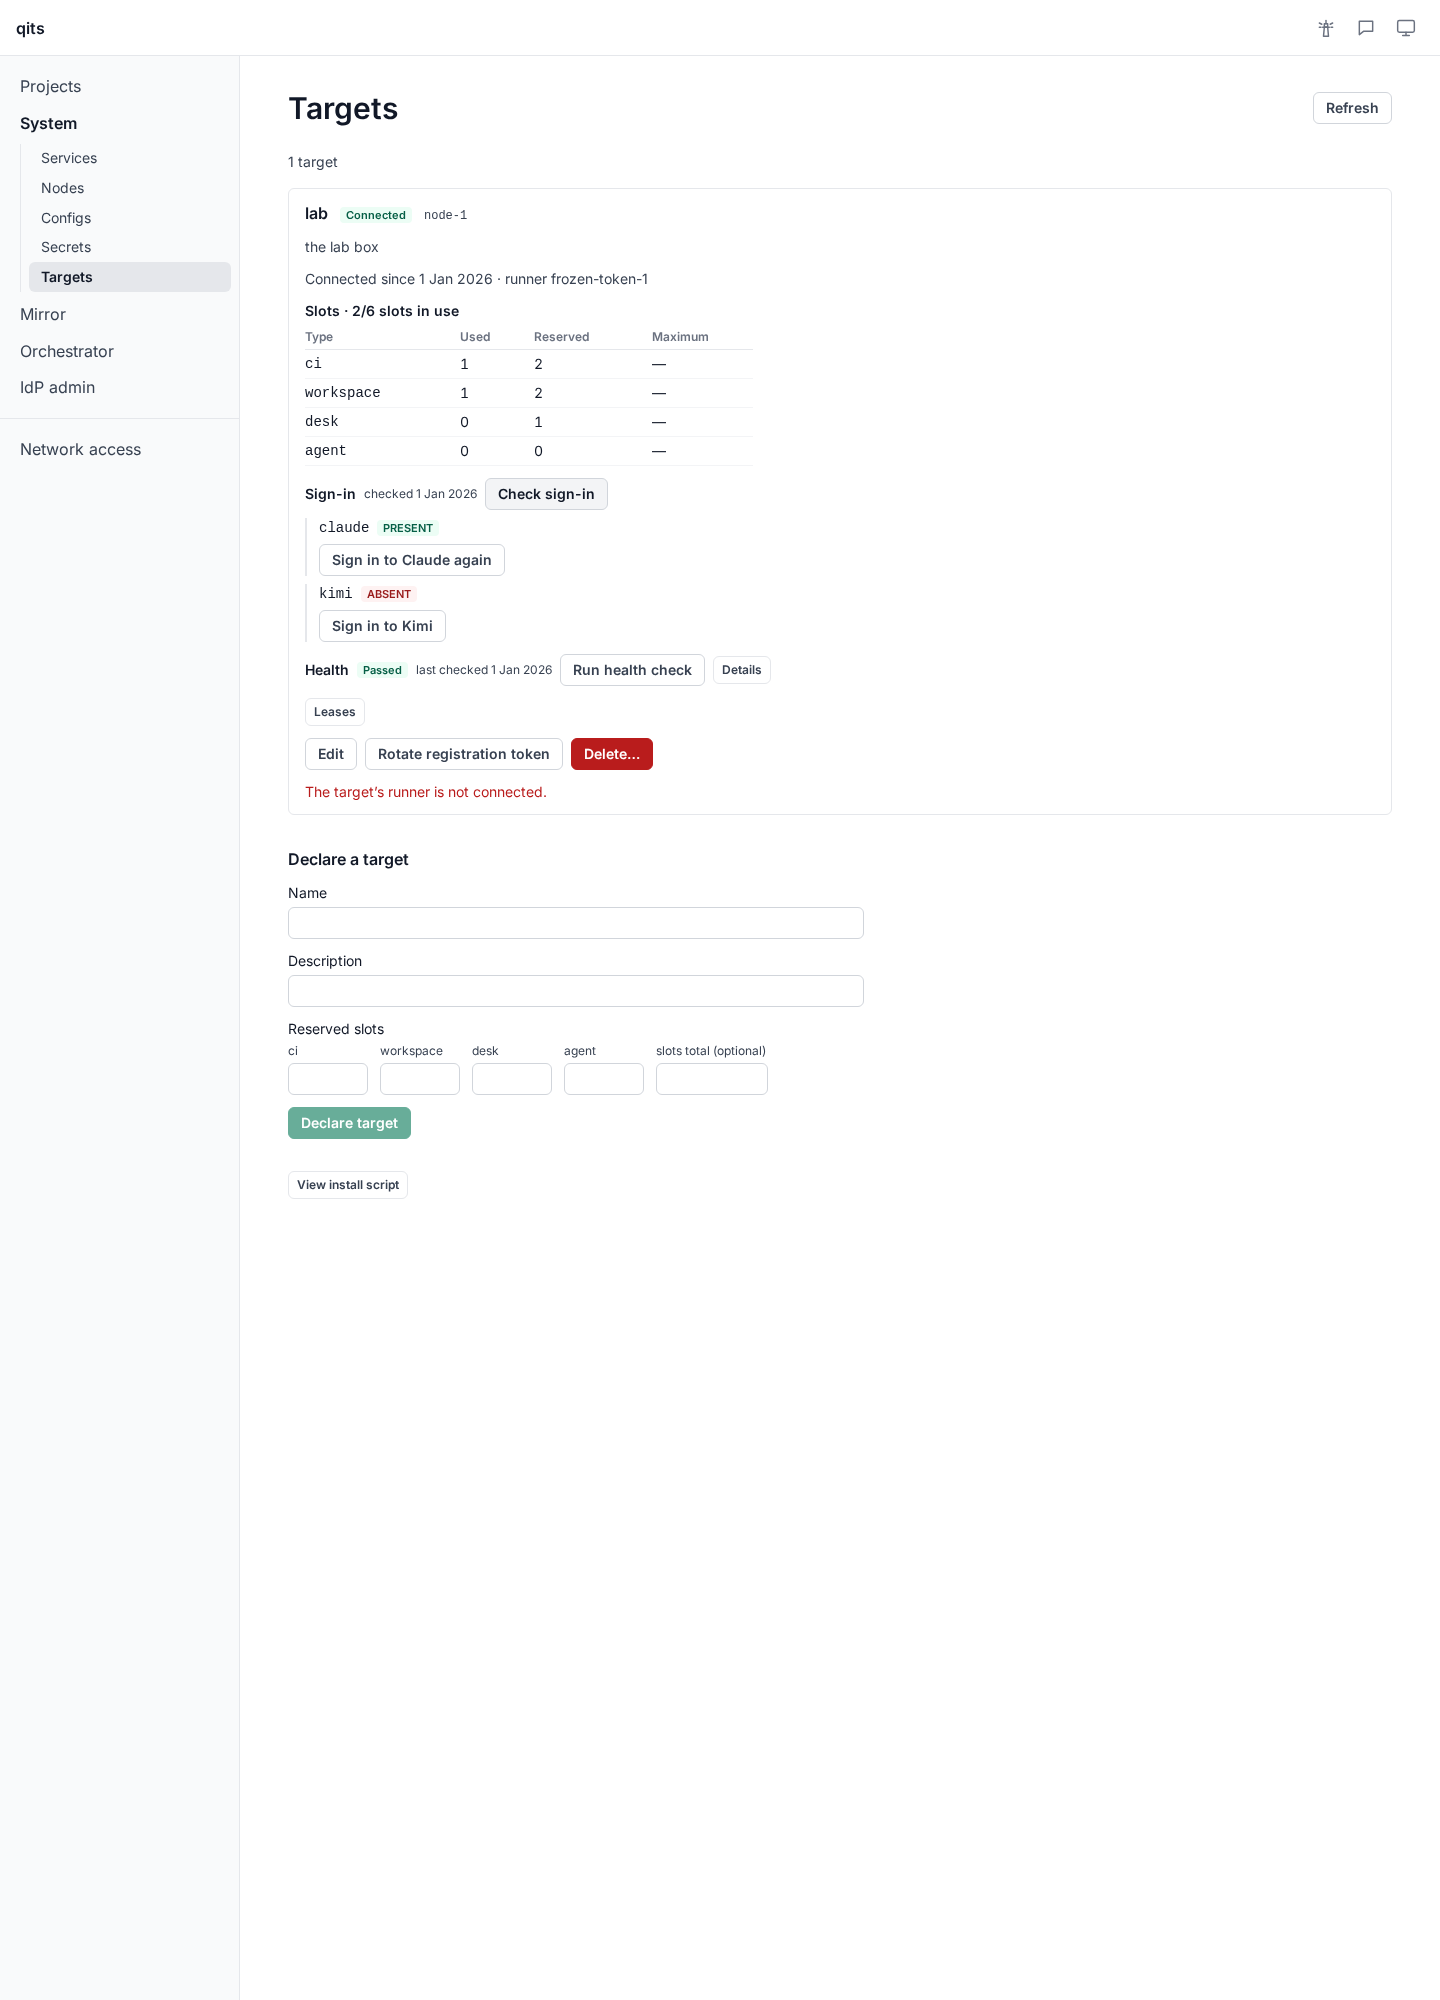 qits
Projects
System
Services
Nodes
Configs
Secrets
Targets
Mirror
Orchestrator
IdP admin
Network access
Targets
Refresh
1 target
lab Connected node-1
the lab box
Connected since 1 Jan 2026 · runner frozen-token-1
Slots · 2/6 slots in use
Type Used Reserved Maximum
ci 1 2 —
workspace 1 2 —
desk 0 1 —
agent 0 0 —
Sign-in checked 1 Jan 2026 Check sign-in
claude PRESENT
Sign in to Claude again
kimi ABSENT
Sign in to Kimi
Health Passed last checked 1 Jan 2026 Run health check Details
Leases
Edit Rotate registration token Delete…
The target’s runner is not connected.
Declare a target
Name
Description
Reserved slots
ci workspace desk agent slots total (optional)
Declare target
View install script